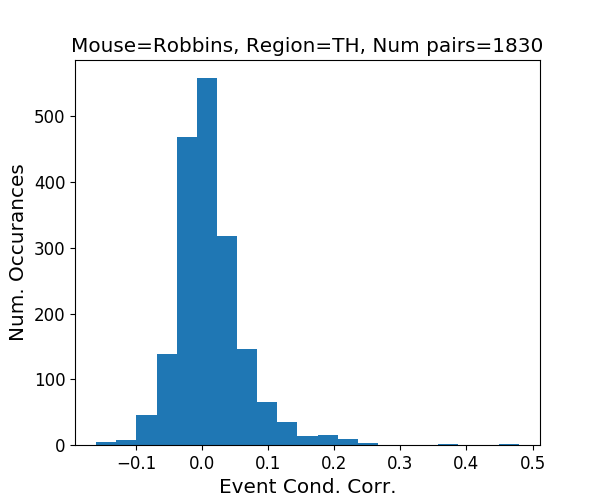 Mouse=Robbins, Region=TH, Num pairs=1830
Num. Occurances
500
400
300
200
100
0
−0.1 0.0 0.1 0.2 0.3 0.4 0.5
Event Cond. Corr.